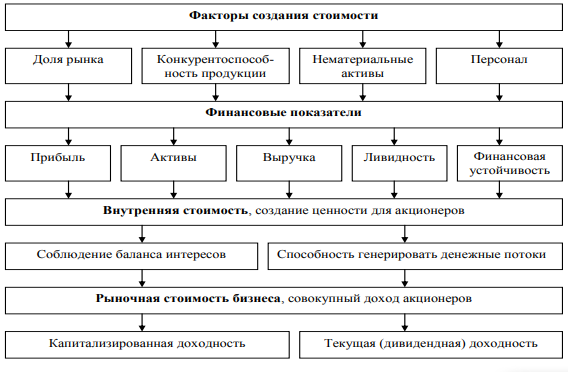 Факторы создания стоимости
Доля рынка
Конкурентоспособ-
ность продукции
Нематериальные
активы
Персонал
Финансовые показатели
Прибыль
Активы
Выручка
Ливидность
Финансовая
устойчивость
Внутренняя стоимость, создание ценности для акционеров
Соблюдение баланса интересов
Способность генерировать денежные потоки
Рыночная стоимость бизнеса, совокупный доход акционеров
Капитализированная доходность
Текущая (дивидендная) доходность